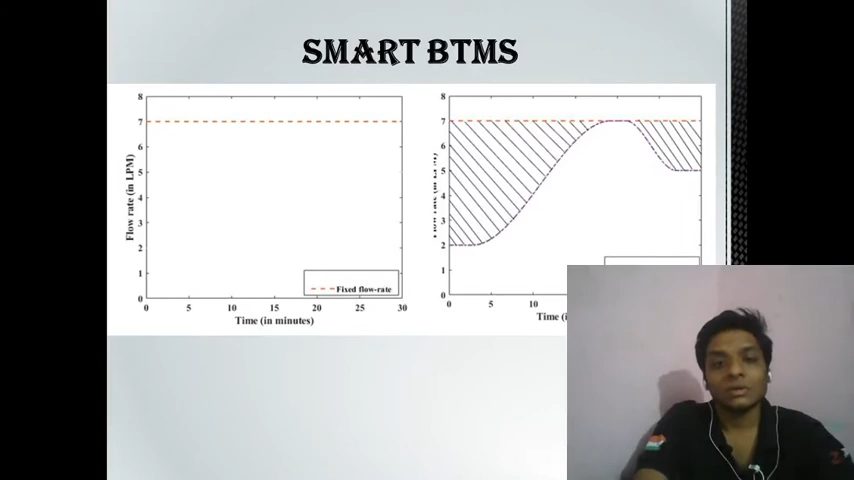 SMART BTMS
8
7
6
5
4
3
2
1
0
Flow rate (in LPM)
Fixed flow-rate
0 5 10 15 20 25 30
Time (in minutes)
8
7
6
5
4
3
2
1
0
0 5 10
Time (i